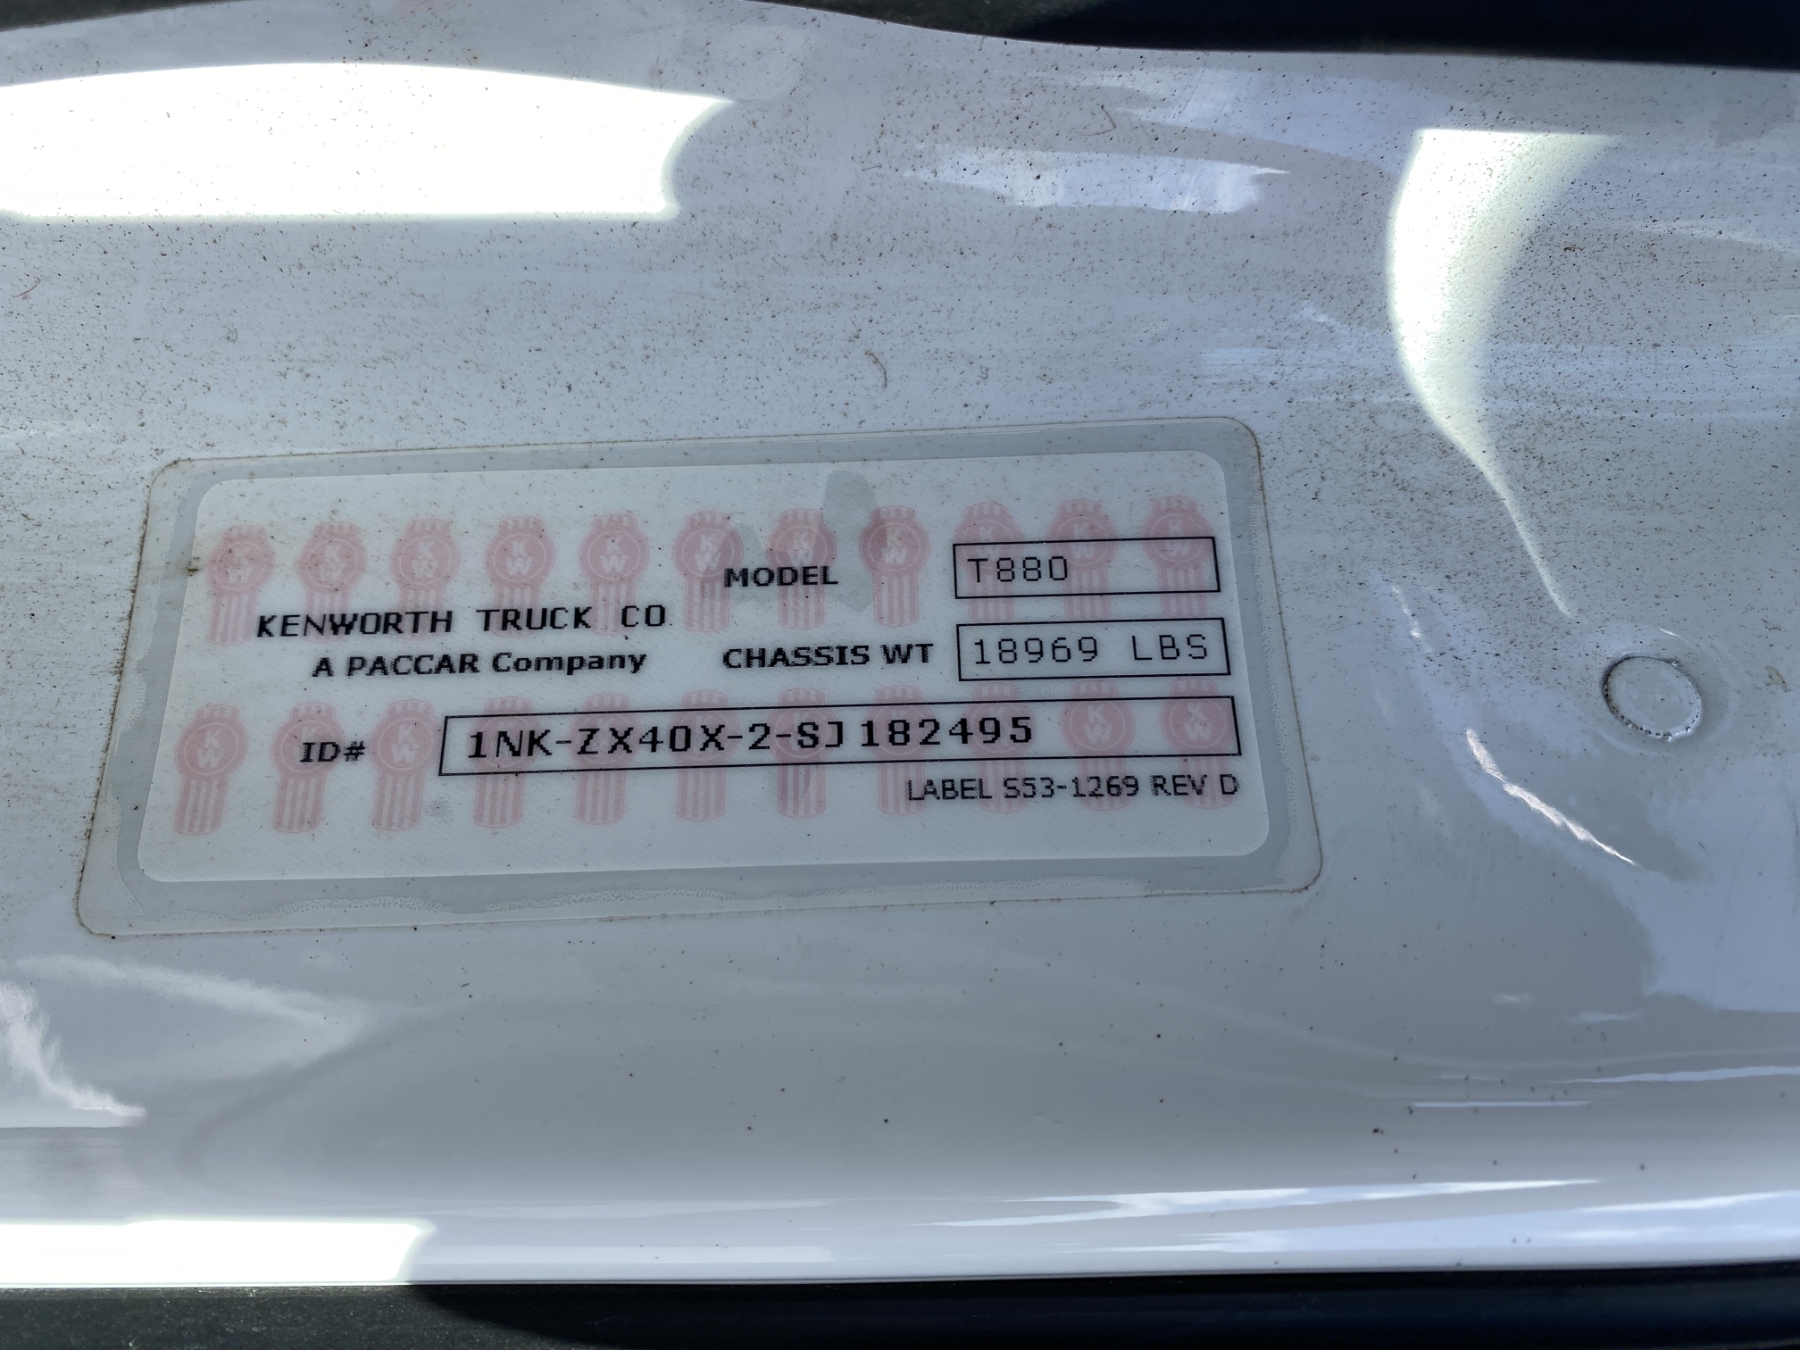 MODEL T880
KENWORTH TRUCK CO
A PACCAR Company
CHASSIS WT 18969 LBS
ID# 1NK-ZX40X-2-SJ182495
LABEL S53-1269 REV D